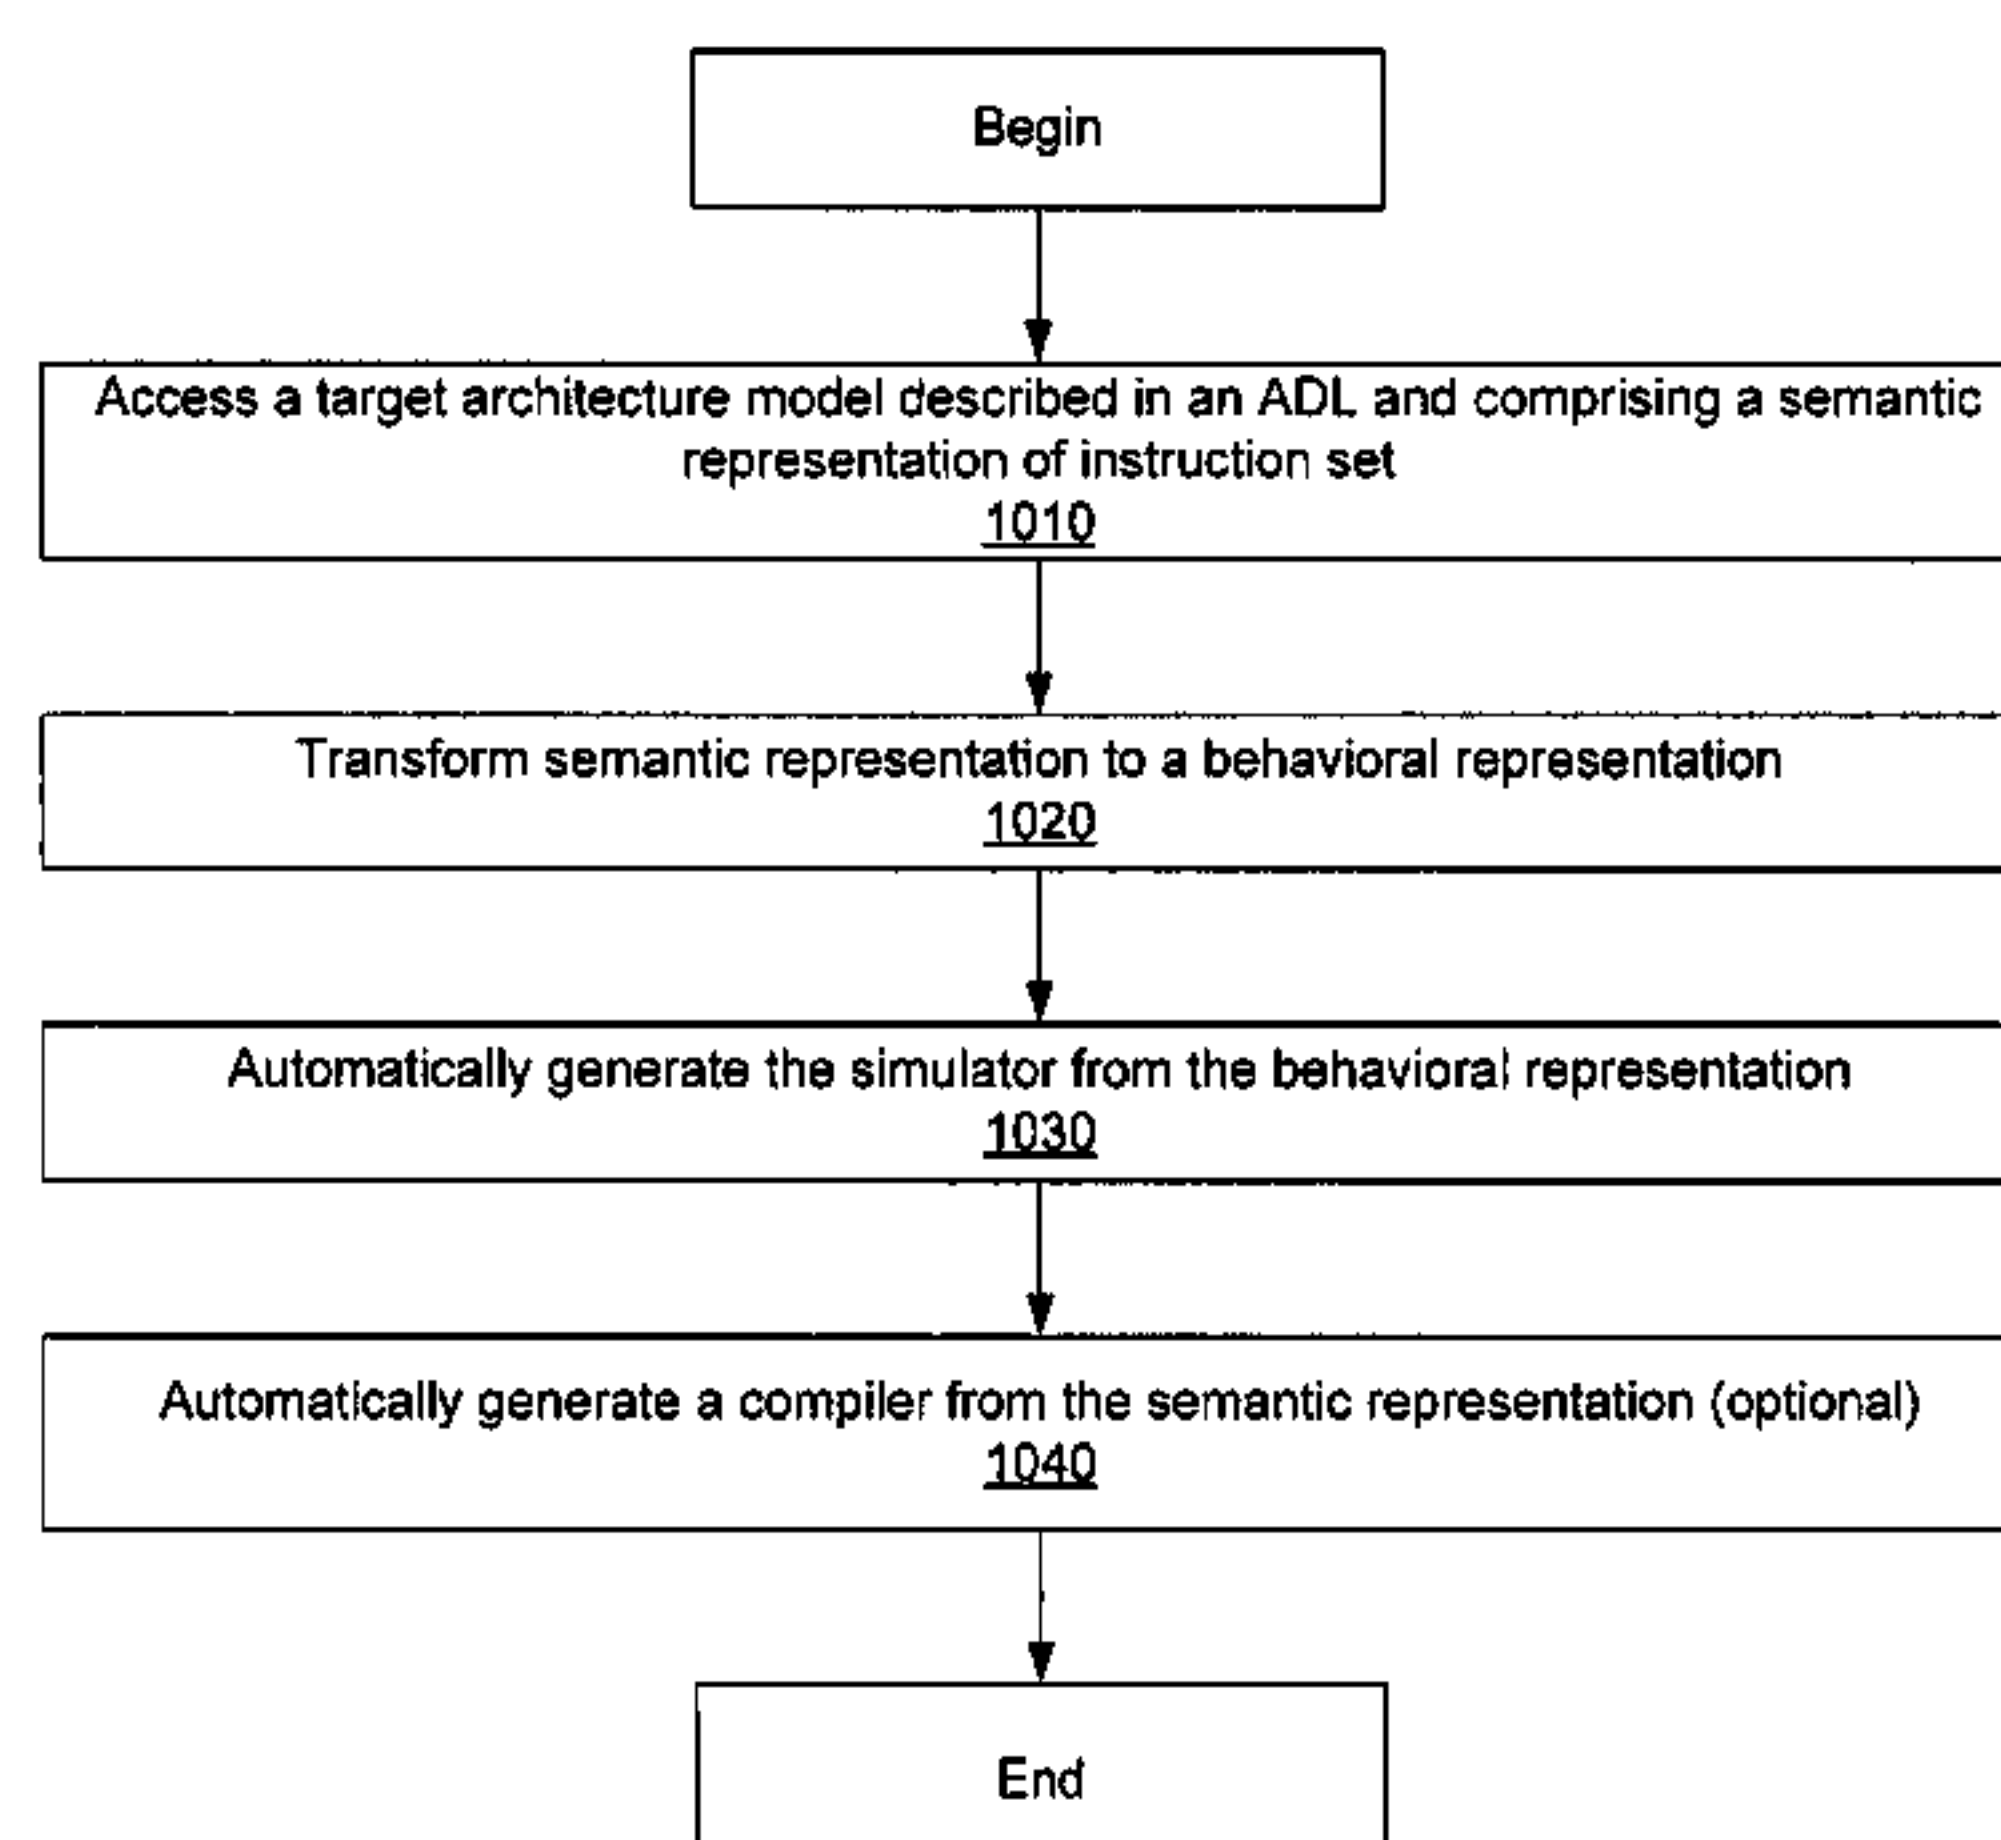 Begin
Access a target architecture model described in an ADL and comprising a semantic
representation of instruction set
1010
Transform semantic representation to a behavioral representation
1020
Automatically generate the simulator from the behavioral representation
1030
Automatically generate a compiler from the semantic representation (optional)
1040
End